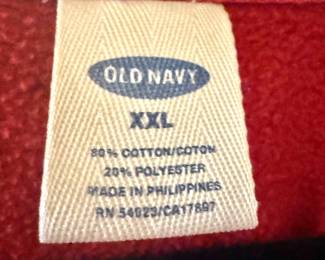 OLD NAVY
XXL
80% COTTON/COTON
20% POLYESTER
MADE IN PHILIPPINES
RN 54023/CA17897